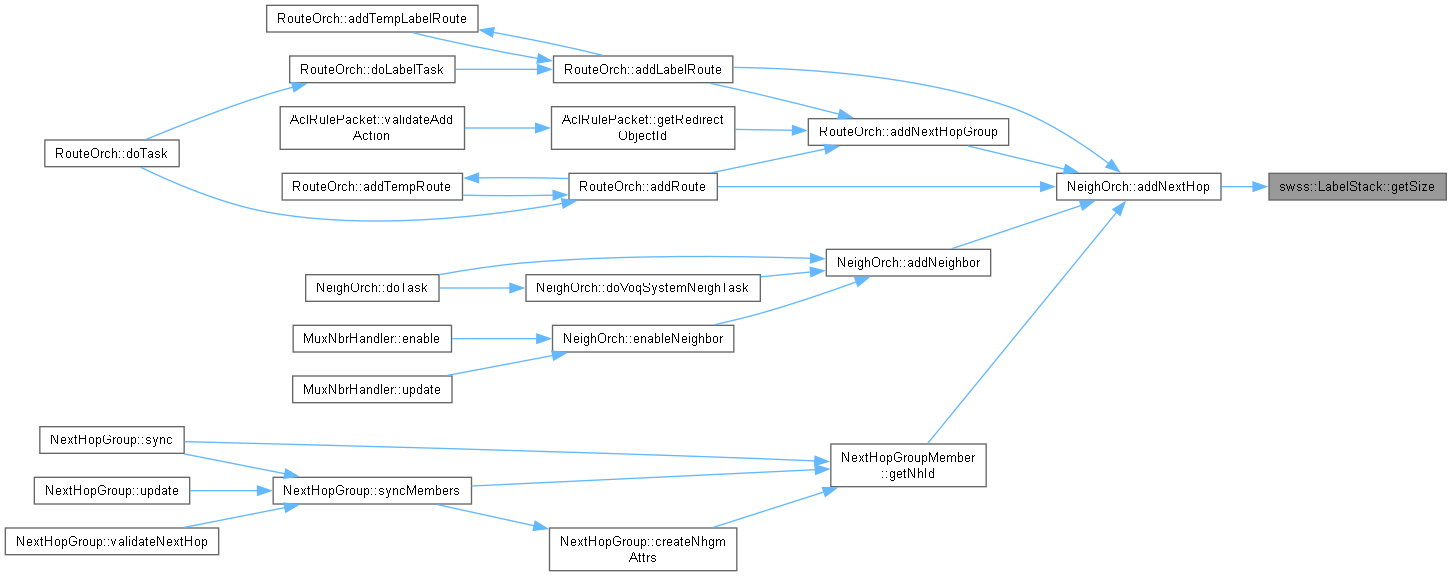 RouteOrch::addTempLabelRoute
RouteOrch::doLabelTask
RouteOrch::addLabelRoute
AclRulePacket::validateAdd
Action
AclRulePacket::getRedirect
ObjectId
RouteOrch::addNextHopGroup
RouteOrch::doTask
RouteOrch::addTempRoute
RouteOrch::addRoute
NeighOrch::addNextHop
swss::LabelStack::getSize
NeighOrch::addNeighbor
NeighOrch::doTask
NeighOrch::doVoqSystemNeighTask
MuxNbrHandler::enable
NeighOrch::enableNeighbor
MuxNbrHandler::update
NextHopGroup::sync
NextHopGroupMember
::getNhId
NextHopGroup::update
NextHopGroup::syncMembers
NextHopGroup::validateNextHop
NextHopGroup::createNhgm
Attrs